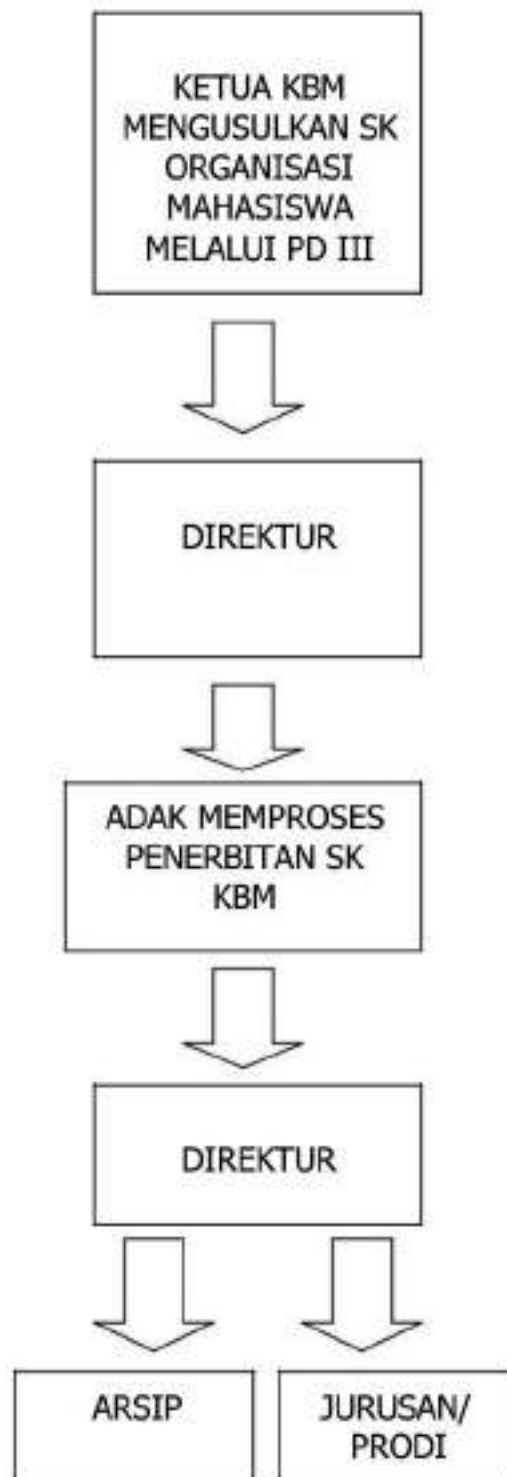 KETUA KBM
MENGUSULKAN SK
ORGANISASI
MAHASISWA
MELALUI PD III
DIREKTUR
ADAK MEMPROSES
PENERBITAN SK
KBM
DIREKTUR
ARSIP
JURUSAN/
PRODI